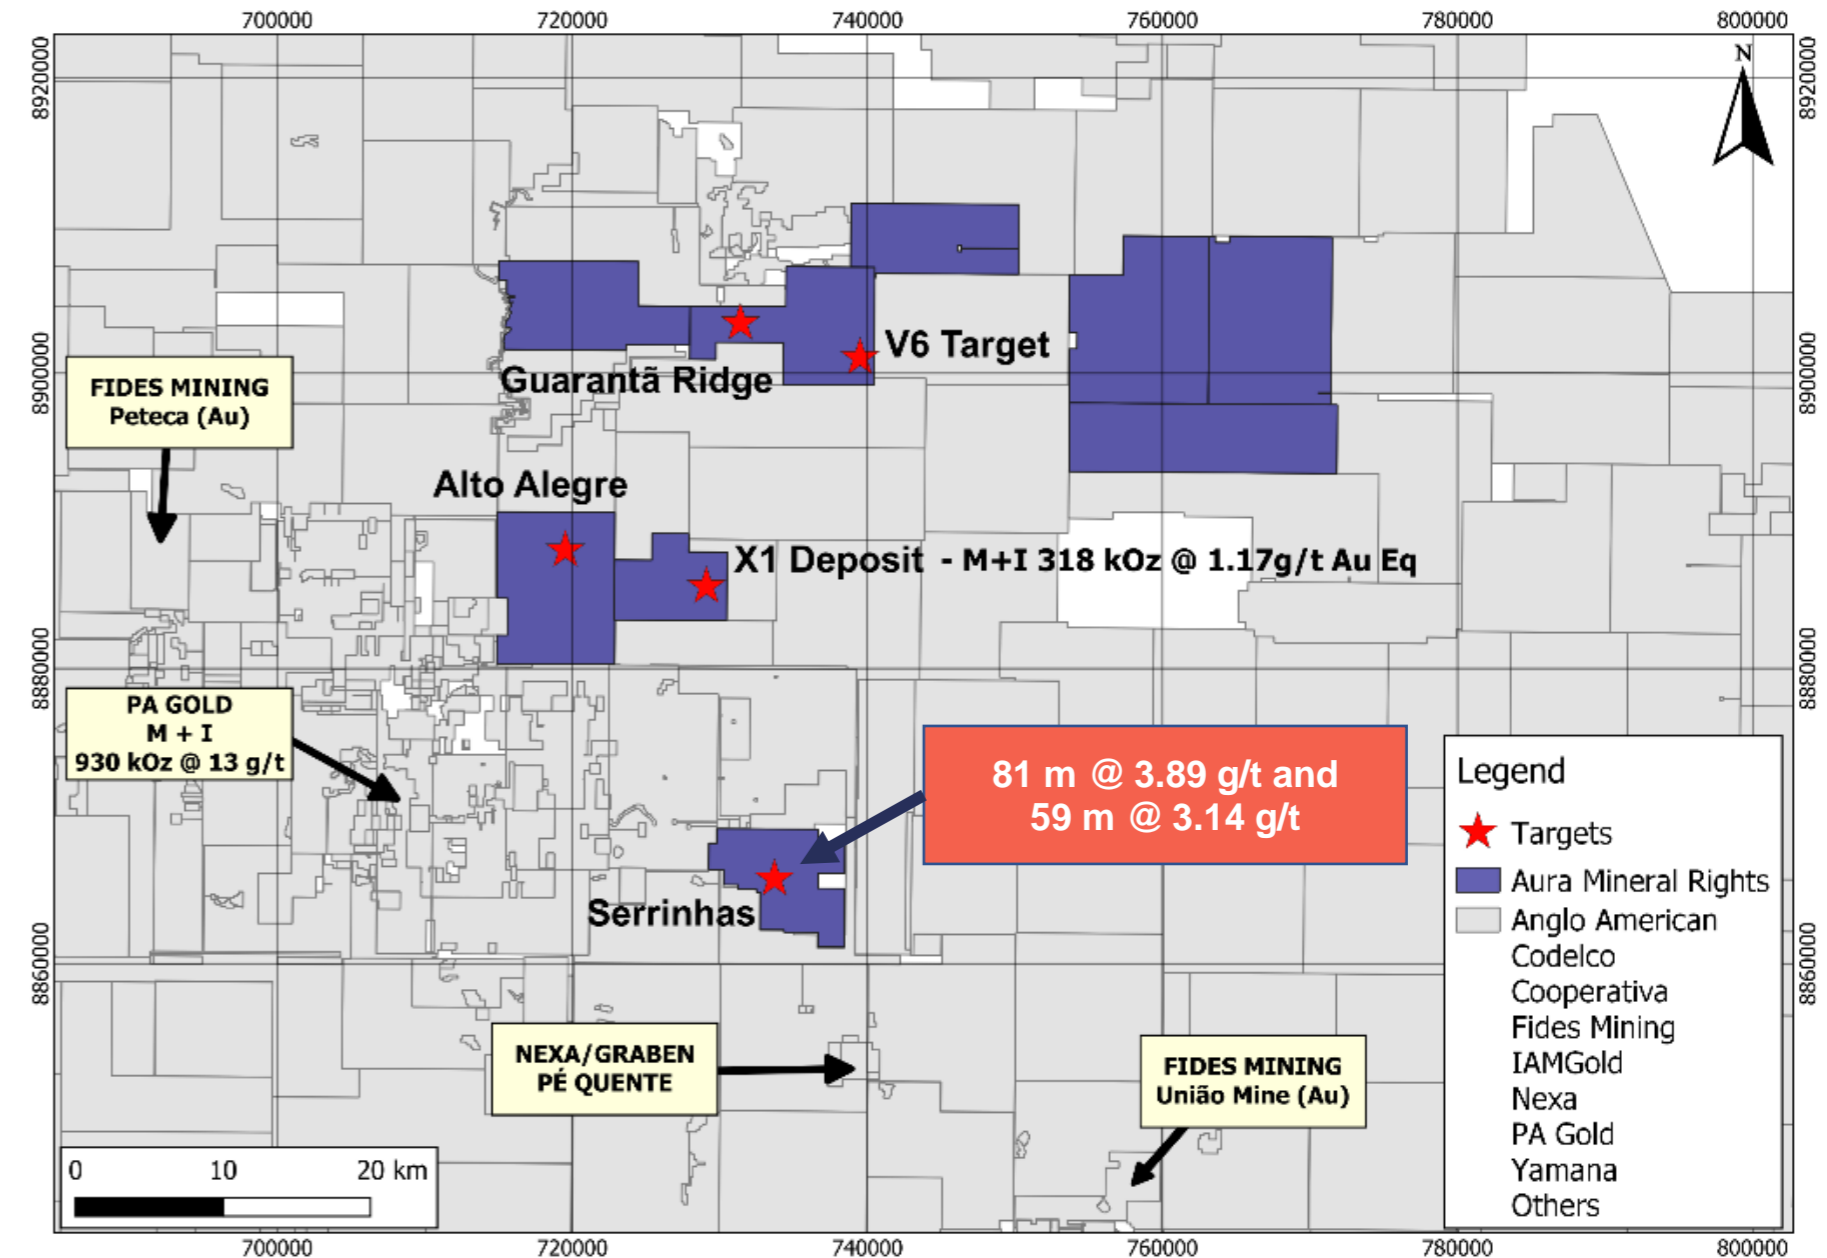 700000
720000
740000
760000
780000
800000
N
8920000
8920000
V6 Target
8900000
8900000
FIDES MINING
Peteca (Au)
Guarantã Ridge
Alto Alegre
X1 Deposit - M+I 318 kOz @ 1.17g/t Au Eq
8880000
8880000
PA GOLD
M + I
930 kOz @ 13 g/t
81 m @ 3.89 g/t and
59 m @ 3.14 g/t
Serrinhas
8860000
8860000
NEXA/GRABEN
PÉ QUENTE
FIDES MINING
União Mine (Au)
Legend
Targets
Aura Mineral Rights
Anglo American
Codelco
Cooperativa
Fides Mining
IAMGold
Nexa
PA Gold
Yamana
Others
0 10 20 km
700000
720000
740000
760000
780000
800000